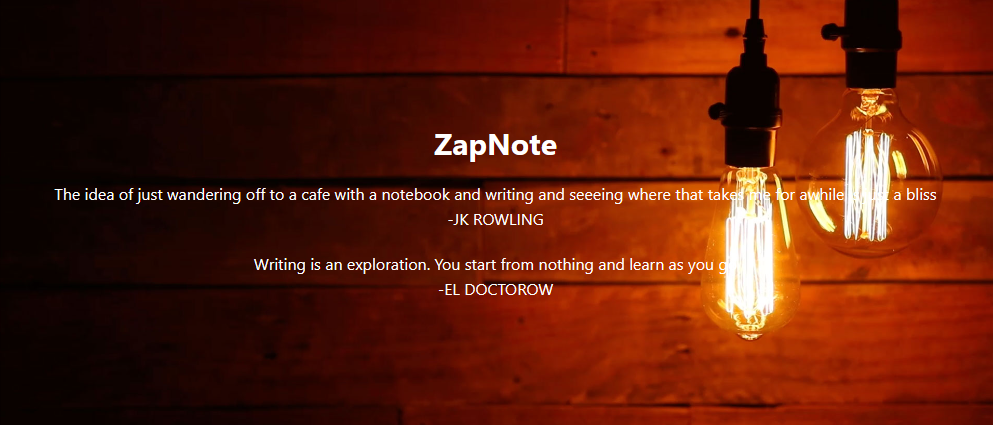 ZapNote
The idea of just wandering off to a cafe with a notebook and writing and seeeing where that takes me for awhile is just a bliss
-JK ROWLING
Writing is an exploration. You start from nothing and learn as you
-EL DOCTOROW